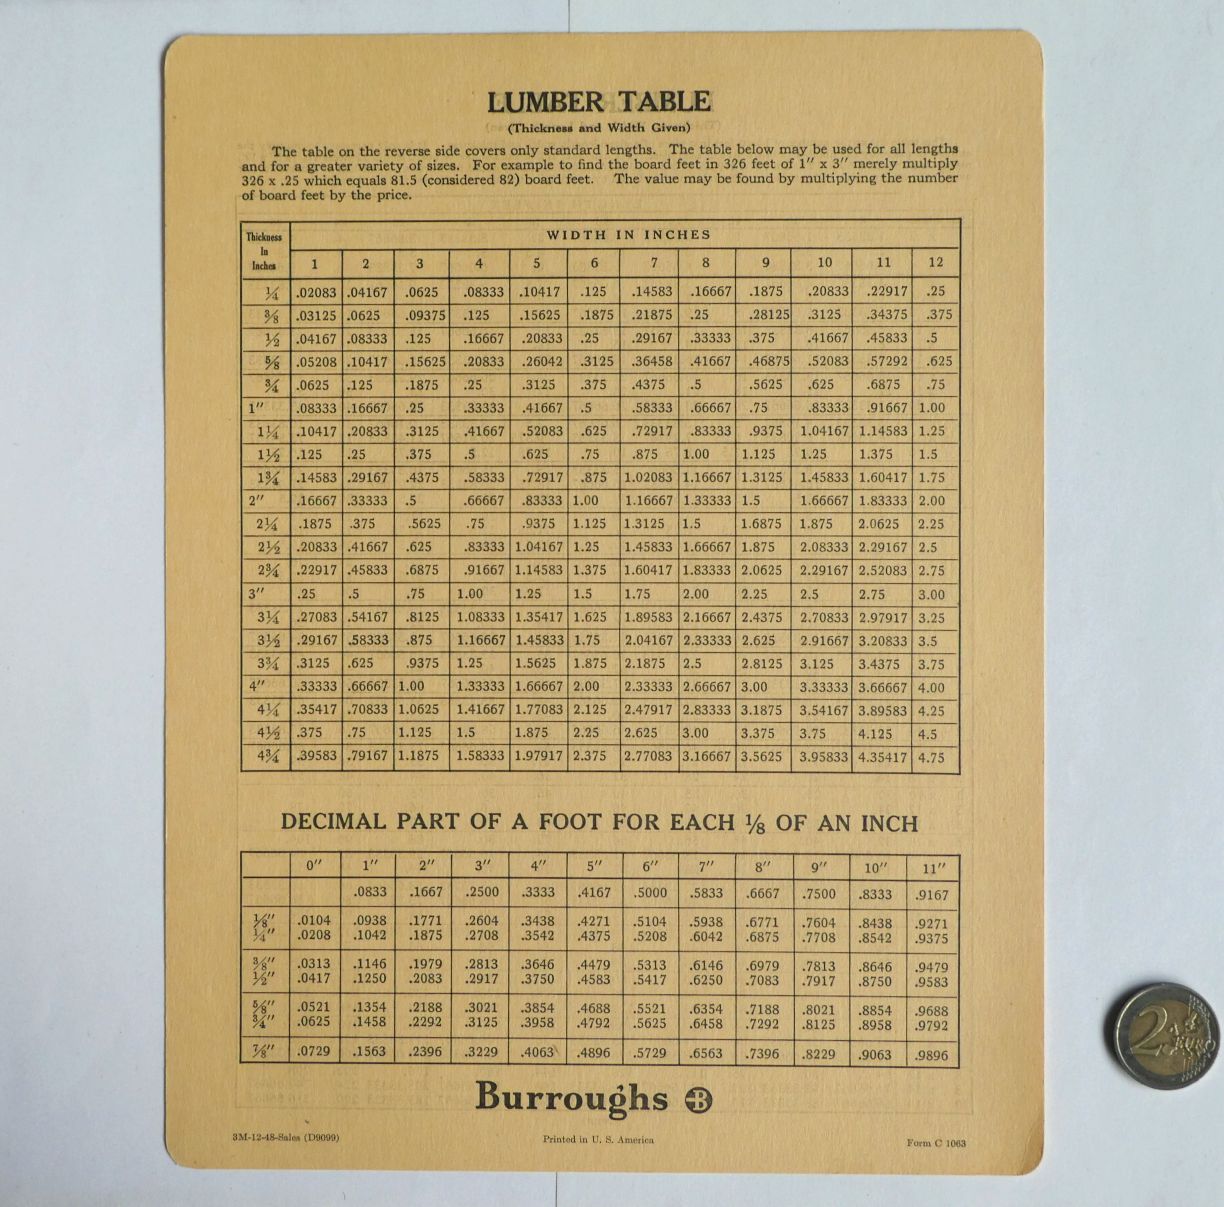 LUMBER TABLE
(Thickness and Width Given)
The table on the reverse side covers only standard lengths. The table below may be used for all lengths
and for a greater variety of sizes. For example to find the board feet in 326 feet of 1" x 3" merely multiply
326 x .25 which equals 81.5 (considered 82) board feet. The value may be found by multiplying the number
of board feet by the price.
Thickness In Inches
WIDTH IN INCHES
1 2 3 4 5 6 7 8 9 10 11 12
¼ .02083 .04167 .0625 .08333 .10417 .125 .14583 .16667 .1875 .20833 .22917 .25
⅜ .03125 .0625 .09375 .125 .15625 .1875 .21875 .25 .28125 .3125 .34375 .375
½ .04167 .08333 .125 .16667 .20833 .25 .29167 .33333 .375 .41667 .45833 .5
⅝ .05208 .10417 .15625 .20833 .26042 .3125 .36458 .41667 .46875 .52083 .57292 .625
¾ .0625 .125 .1875 .25 .3125 .375 .4375 .5 .5625 .625 .6875 .75
1" .08333 .16667 .25 .33333 .41667 .5 .58333 .66667 .75 .83333 .91667 1.00
1¼ .10417 .20833 .3125 .41667 .52083 .625 .72917 .83333 .9375 1.04167 1.14583 1.25
1½ .125 .25 .375 .5 .625 .75 .875 1.00 1.125 1.25 1.375 1.5
1¾ .14583 .29167 .4375 .58333 .72917 .875 1.02083 1.16667 1.3125 1.45833 1.60417 1.75
2" .16667 .33333 .5 .66667 .83333 1.00 1.16667 1.33333 1.5 1.66667 1.83333 2.00
2¼ .1875 .375 .5625 .75 .9375 1.125 1.3125 1.5 1.6875 1.875 2.0625 2.25
2½ .20833 .41667 .625 .83333 1.04167 1.25 1.45833 1.66667 1.875 2.08333 2.29167 2.5
2¾ .22917 .45833 .6875 .91667 1.14583 1.375 1.60417 1.83333 2.0625 2.29167 2.52083 2.75
3" .25 .5 .75 1.00 1.25 1.5 1.75 2.00 2.25 2.5 2.75 3.00
3¼ .27083 .54167 .8125 1.08333 1.35417 1.625 1.89583 2.16667 2.4375 2.70833 2.97917 3.25
3½ .29167 .58333 .875 1.16667 1.45833 1.75 2.04167 2.33333 2.625 2.91667 3.20833 3.5
3¾ .3125 .625 .9375 1.25 1.5625 1.875 2.1875 2.5 2.8125 3.125 3.4375 3.75
4" .33333 .66667 1.00 1.33333 1.66667 2.00 2.33333 2.66667 3.00 3.33333 3.66667 4.00
4¼ .35417 .70833 1.0625 1.41667 1.77083 2.125 2.47917 2.83333 3.1875 3.54167 3.89583 4.25
4½ .375 .75 1.125 1.5 1.875 2.25 2.625 3.00 3.375 3.75 4.125 4.5
4¾ .39583 .79167 1.1875 1.58333 1.97917 2.375 2.77083 3.16667 3.5625 3.95833 4.35417 4.75
DECIMAL PART OF A FOOT FOR EACH ⅛ OF AN INCH
0" 1" 2" 3" 4" 5" 6" 7" 8" 9" 10" 11"
.0833 .1667 .2500 .3333 .4167 .5000 .5833 .6667 .7500 .8333 .9167
⅛" .0104 .0938 .1771 .2604 .3438 .4271 .5104 .5938 .6771 .7604 .8438 .9271
¼" .0208 .1042 .1875 .2708 .3542 .4375 .5208 .6042 .6875 .7708 .8542 .9375
⅜" .0313 .1146 .1979 .2813 .3646 .4479 .5313 .6146 .6979 .7813 .8646 .9479
½" .0417 .1250 .2083 .2917 .3750 .4583 .5417 .6250 .7083 .7917 .8750 .9583
⅝" .0521 .1354 .2188 .3021 .3854 .4688 .5521 .6354 .7188 .8021 .8854 .9688
¾" .0625 .1458 .2292 .3125 .3958 .4792 .5625 .6458 .7292 .8125 .8958 .9792
⅞" .0729 .1563 .2396 .3229 .4063 .4896 .5729 .6563 .7396 .8229 .9063 .9896
Burroughs B
3M-12-48-Sales (D9099) Printed in U. S. America Form C 1063
2 EURO